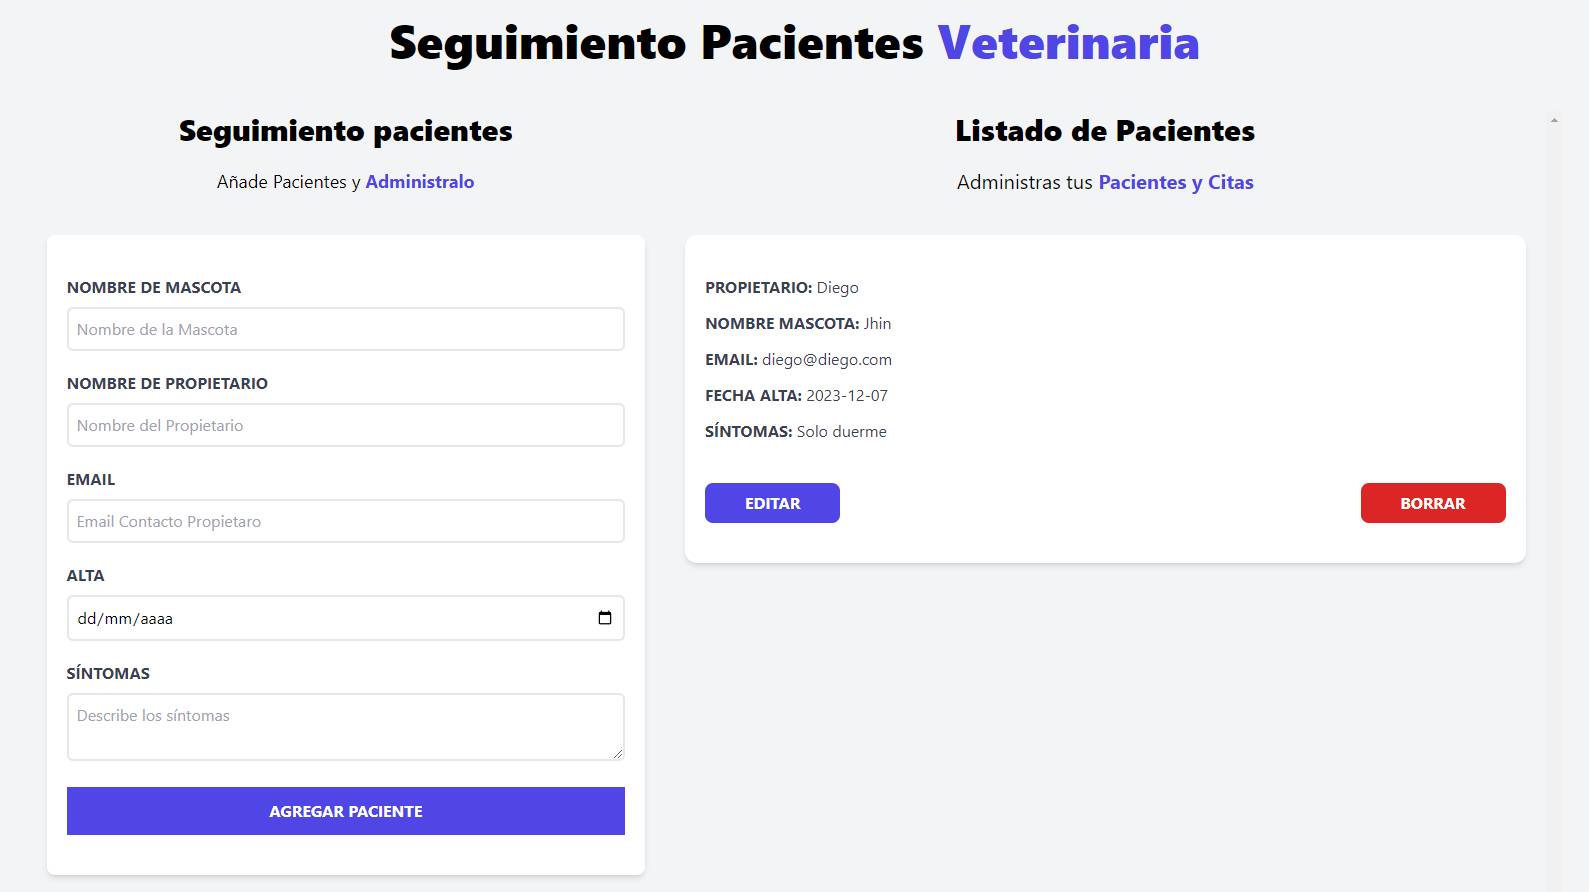 Seguimiento Pacientes Veterinaria
Seguimiento pacientes
Añade Pacientes y Administralo
NOMBRE DE MASCOTA
Nombre de la Mascota
NOMBRE DE PROPIETARIO
Nombre del Propietario
EMAIL
Email Contacto Propietaro
ALTA
dd/mm/aaaa
SÍNTOMAS
Describe los síntomas
AGREGAR PACIENTE
Listado de Pacientes
Administras tus Pacientes y Citas
PROPIETARIO: Diego
NOMBRE MASCOTA: Jhin
EMAIL: diego@diego.com
FECHA ALTA: 2023-12-07
SÍNTOMAS: Solo duerme
EDITAR
BORRAR